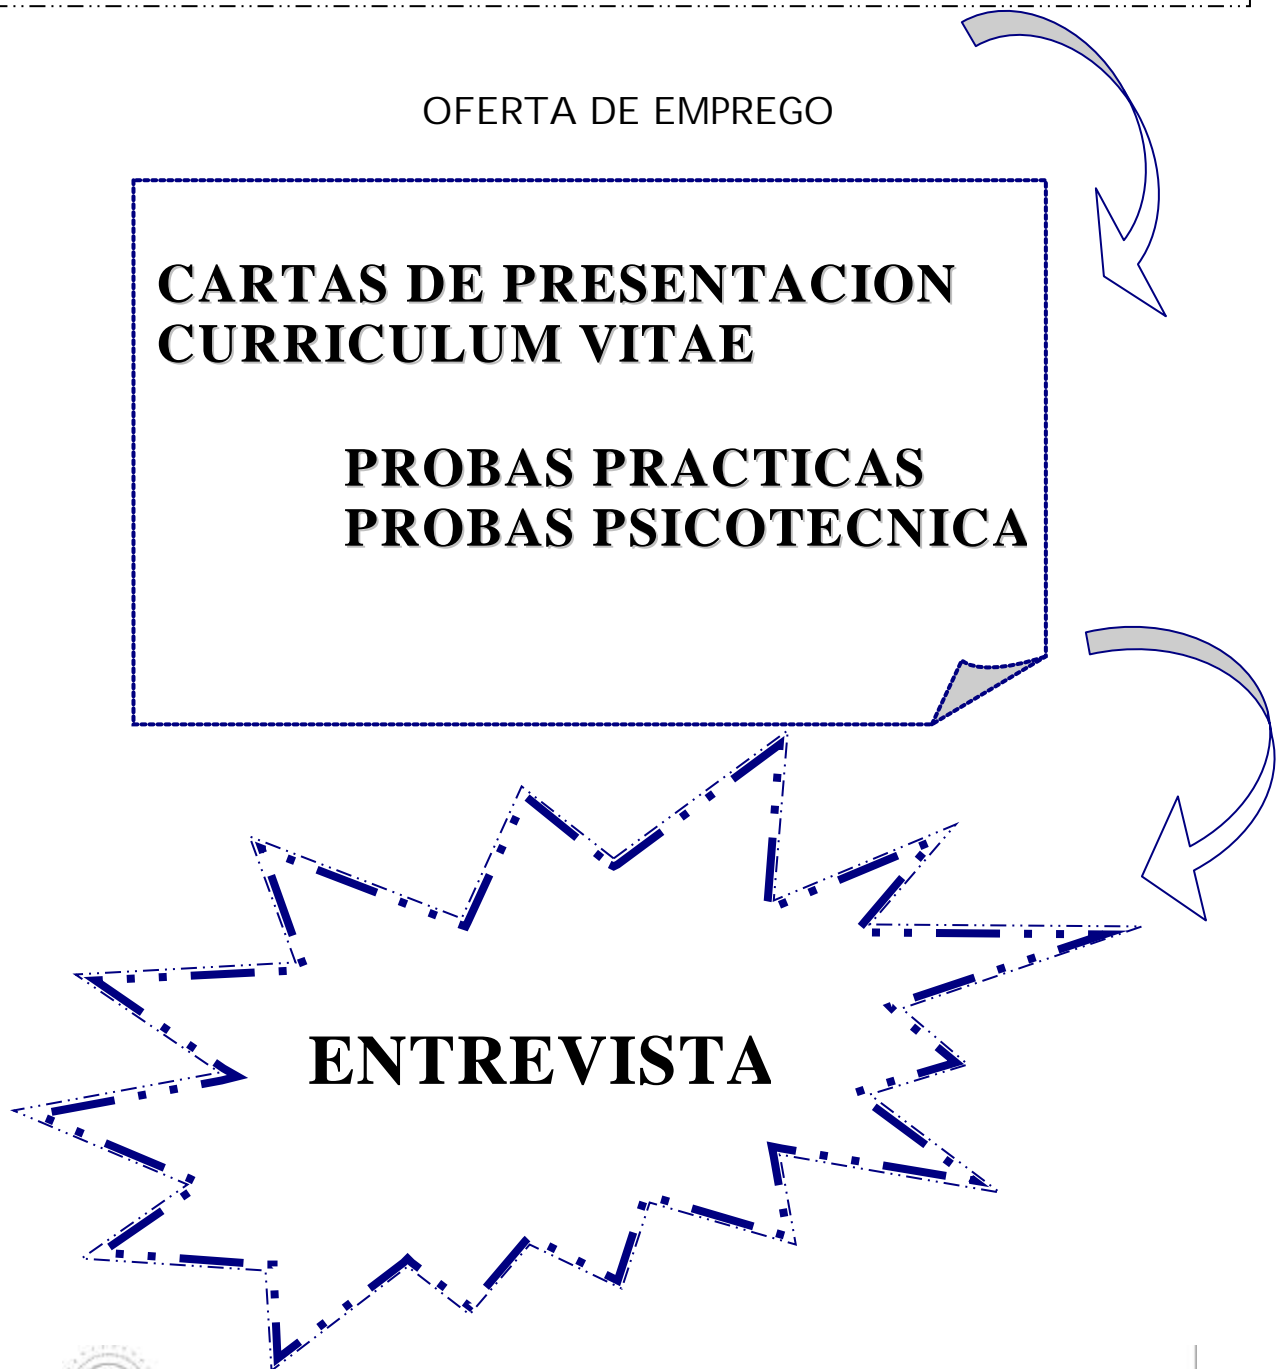 OFERTA DE EMPREGO
CARTAS DE PRESENTACION
CURRICULUM VITAE
PROBAS PRACTICAS
PROBAS PSICOTECNICA
ENTREVISTA